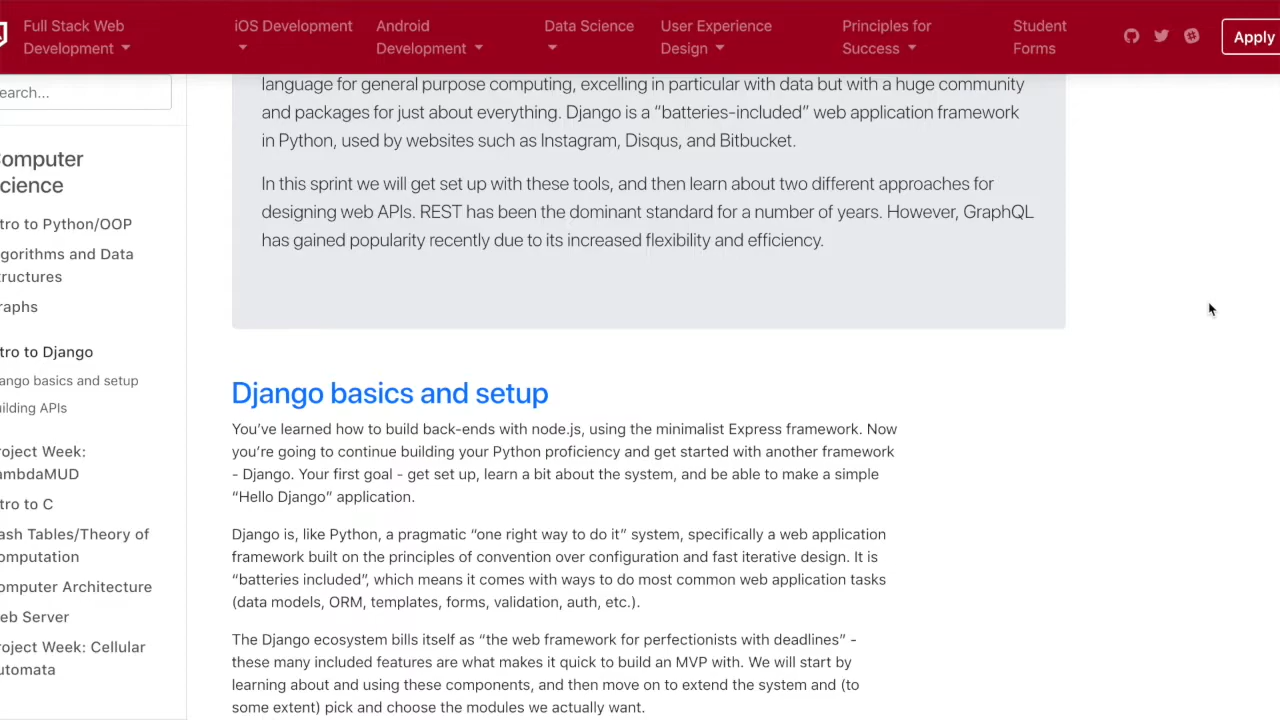 Full Stack Web
Development
iOS Development
Android
Development
Data Science
User Experience
Design
Principles for
Success
Student
Forms
Apply
earch...
omputer
cience
tro to Python/OOP
gorithms and Data
tructures
raphs
tro to Django
ango basics and setup
uilding APIs
roject Week:
ambdaMUD
tro to C
ash Tables/Theory of
omputation
omputer Architecture
eb Server
roject Week: Cellular
utomata
language for general purpose computing, excelling in particular with data but with a huge community
and packages for just about everything. Django is a “batteries-included” web application framework
in Python, used by websites such as Instagram, Disqus, and Bitbucket.
In this sprint we will get set up with these tools, and then learn about two different approaches for
designing web APIs. REST has been the dominant standard for a number of years. However, GraphQL
has gained popularity recently due to its increased flexibility and efficiency.
Django basics and setup
You’ve learned how to build back-ends with node.js, using the minimalist Express framework. Now
you’re going to continue building your Python proficiency and get started with another framework
- Django. Your first goal - get set up, learn a bit about the system, and be able to make a simple
“Hello Django” application.
Django is, like Python, a pragmatic “one right way to do it” system, specifically a web application
framework built on the principles of convention over configuration and fast iterative design. It is
“batteries included”, which means it comes with ways to do most common web application tasks
(data models, ORM, templates, forms, validation, auth, etc.).
The Django ecosystem bills itself as “the web framework for perfectionists with deadlines” -
these many included features are what makes it quick to build an MVP with. We will start by
learning about and using these components, and then move on to extend the system and (to
some extent) pick and choose the modules we actually want.